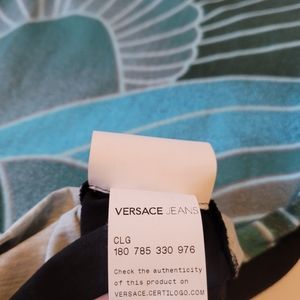 VERSACE JEANS
CLG
180 785 330 976
Check the authenticity
of this product on
VERSACE.CERTILOGO.COM